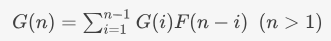 G(n) = ∑_{i=1}^{n−1} G(i)F(n − i)  (n > 1)